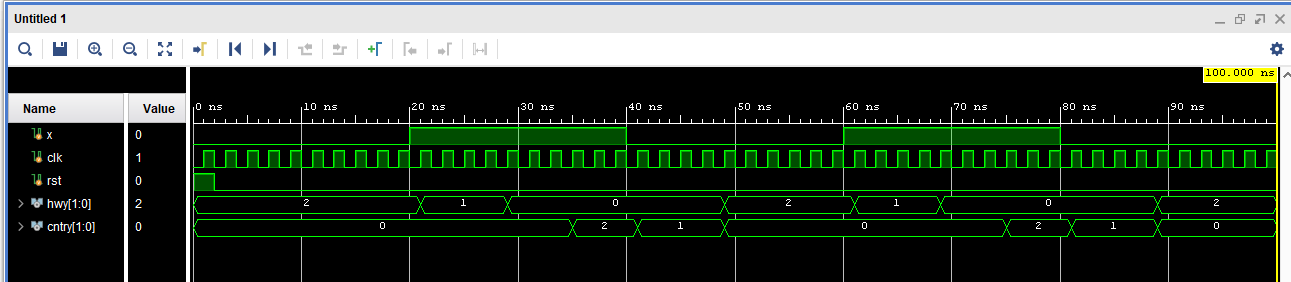 Untitled 1
100.000 ns
Name Value
0 ns 10 ns 20 ns 30 ns 40 ns 50 ns 60 ns 70 ns 80 ns 90 ns
x 0
clk 1
rst 0
hwy[1:0] 2 2 1 0 2 1 0 2
cntry[1:0] 0 0 2 1 0 2 1 0